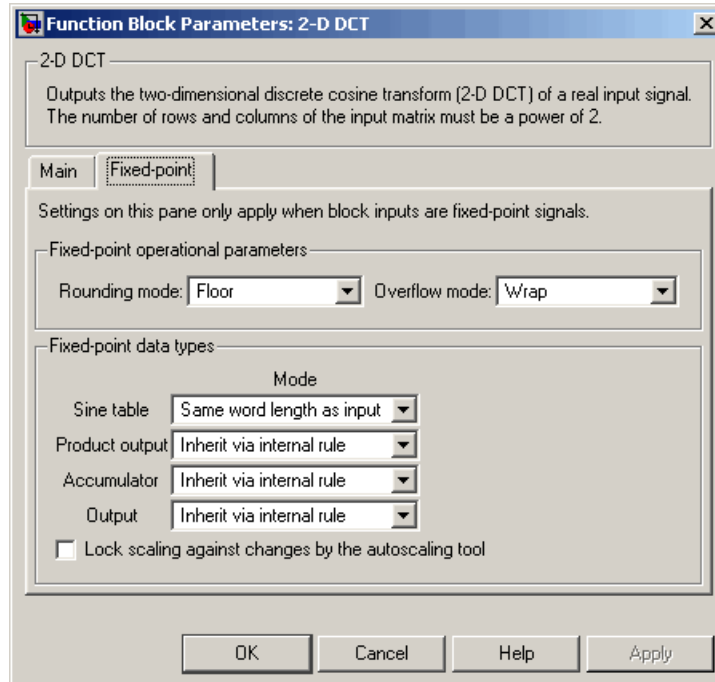 Function Block Parameters: 2-D DCT
2-D DCT
Outputs the two-dimensional discrete cosine transform (2-D DCT) of a real input signal.
The number of rows and columns of the input matrix must be a power of 2.
Main Fixed-point
Settings on this pane only apply when block inputs are fixed-point signals.
Fixed-point operational parameters
Rounding mode: Floor Overflow mode: Wrap
Fixed-point data types
Mode
Sine table Same word length as input
Product output Inherit via internal rule
Accumulator Inherit via internal rule
Output Inherit via internal rule
Lock scaling against changes by the autoscaling tool
OK Cancel Help Apply